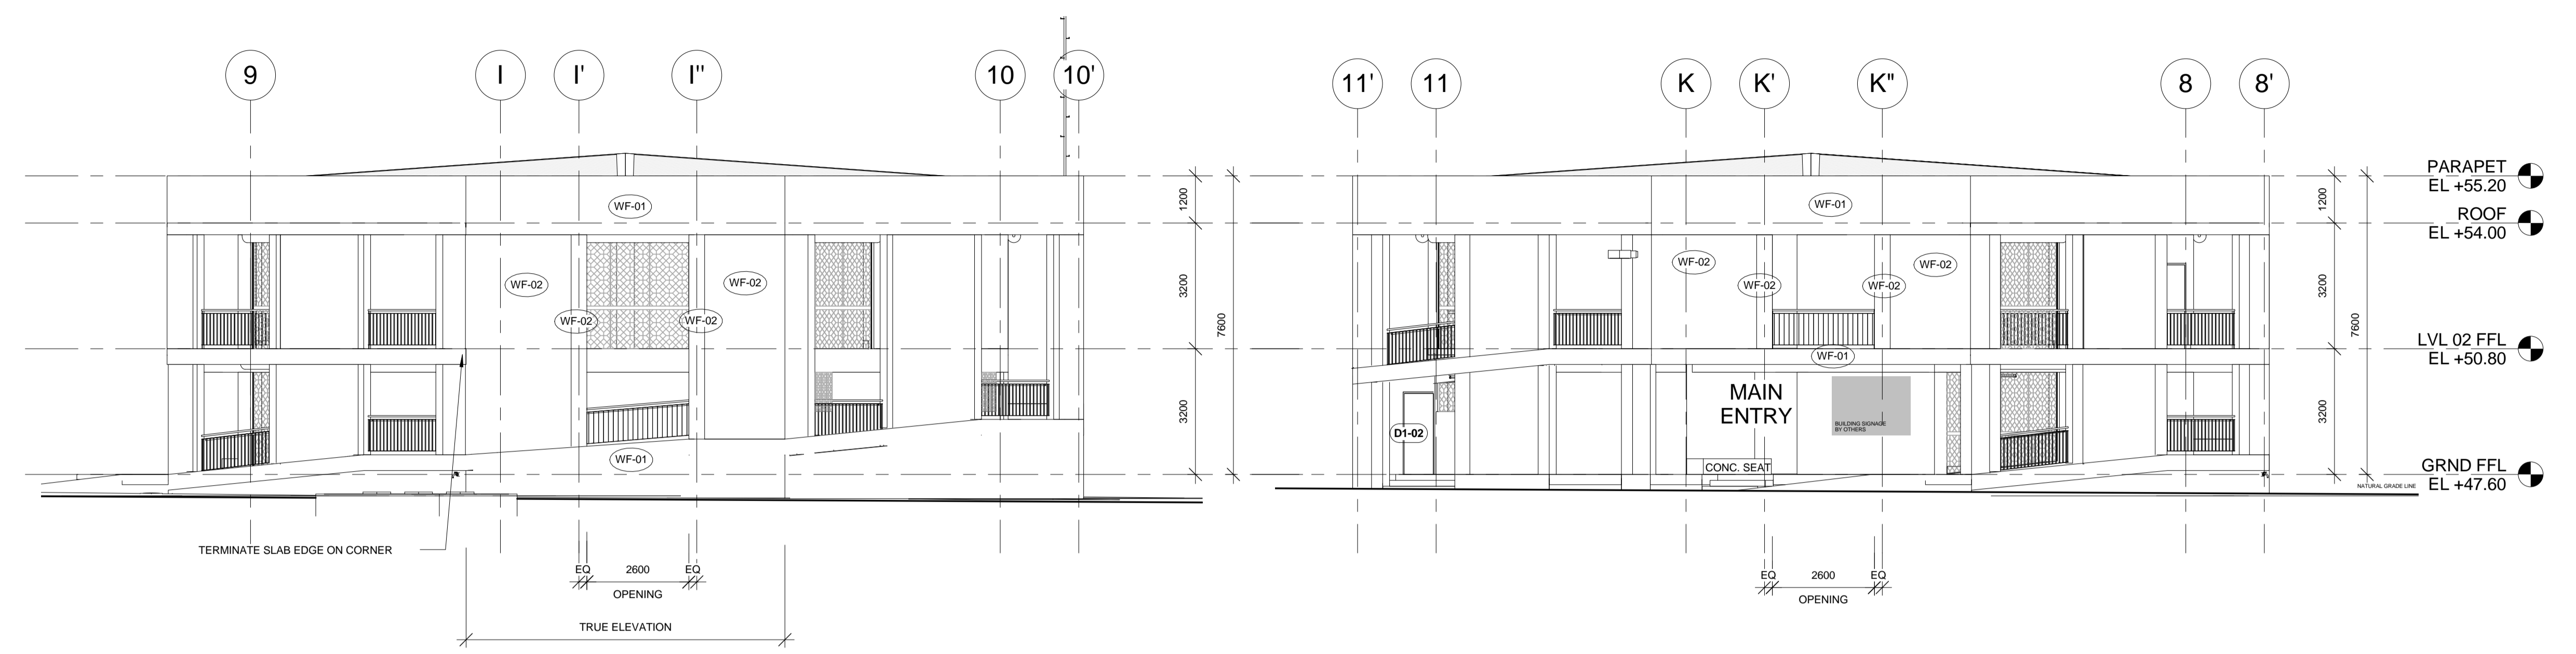 9
I
I'
I"
10
10'
WF-01
WF-02
WF-02
WF-02
WF-02
WF-01
1200
3200
3200
7600
TERMINATE SLAB EDGE ON CORNER
EQ
2600
EQ
OPENING
TRUE ELEVATION
11'
11
K
K'
K"
8
8'
WF-01
WF-02
WF-02
WF-02
WF-02
WF-01
MAIN
ENTRY
BUILDING SIGNADE
BY OTHERS
D1-02
CONC. SEAT
1200
3200
3200
7600
EQ
2600
EQ
OPENING
PARAPET
EL +55.20
ROOF
EL +54.00
LVL 02 FFL
EL +50.80
GRND FFL
EL +47.60
NATURAL GRADE LINE